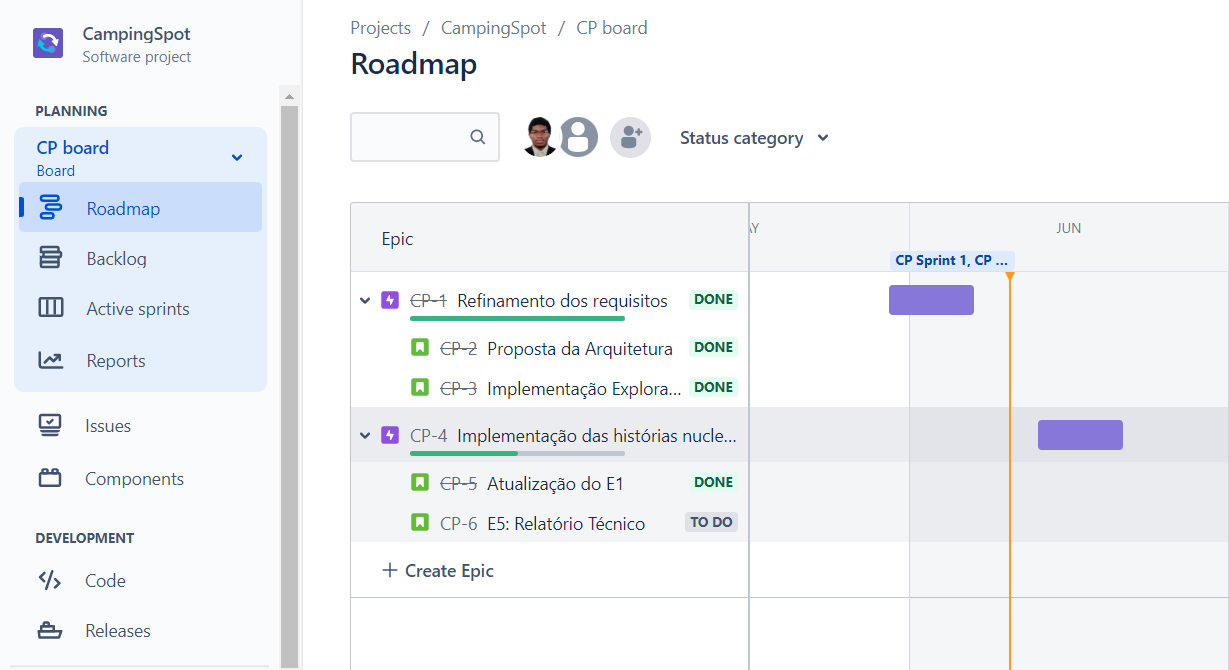 CampingSpot
Software project
PLANNING
CP board
Board
Roadmap
Backlog
Active sprints
Reports
Issues
Components
DEVELOPMENT
Code
Releases
Projects / CampingSpot / CP board
Roadmap
Status category
Epic
AY
JUN
CP Sprint 1, CP ...
CP-1 Refinamento dos requisitos DONE
CP-2 Proposta da Arquitetura DONE
CP-3 Implementação Explora... DONE
CP-4 Implementação das histórias nucle...
CP-5 Atualização do E1 DONE
CP-6 E5: Relatório Técnico TO DO
Create Epic